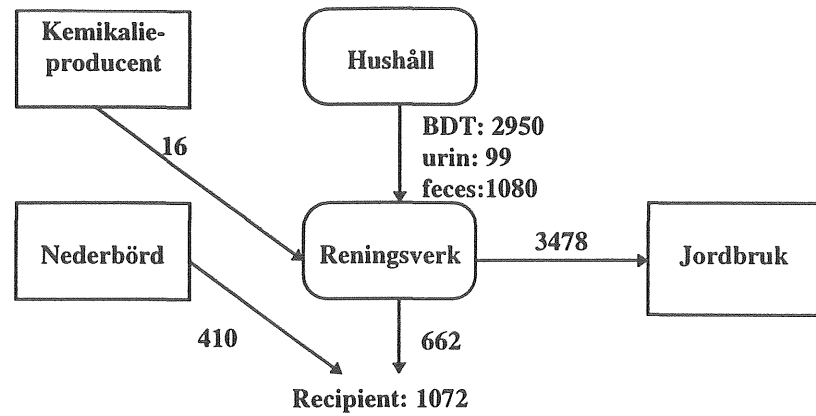 Kemikalie-
producent
Hushåll
BDT: 2950
urin: 99
feces:1080
16
Nederbörd
Reningsverk
3478
Jordbruk
410
662
Recipient: 1072